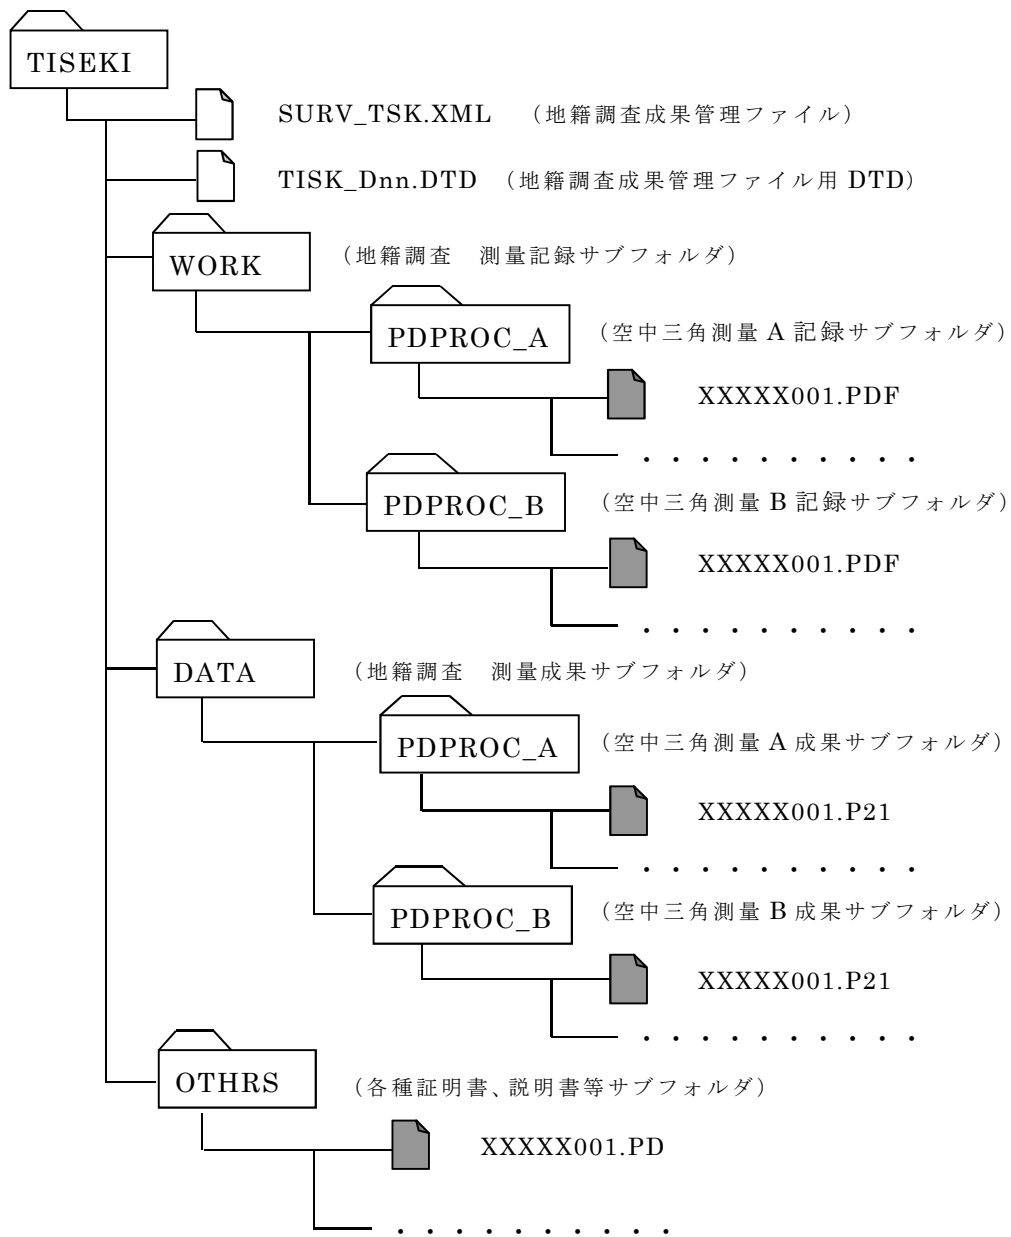 TISEKI
SURV_TSK.XML （地籍調査成果管理ファイル）
TISK_Dnn.DTD （地籍調査成果管理ファイル用 DTD）
WORK （地籍調査　測量記録サブフォルダ）
PDPROC_A （空中三角測量 A 記録サブフォルダ）
XXXXX001.PDF
・・・・・・・・・・
PDPROC_B （空中三角測量 B 記録サブフォルダ）
XXXXX001.PDF
・・・・・・・・・・
DATA （地籍調査　測量成果サブフォルダ）
PDPROC_A （空中三角測量 A 成果サブフォルダ）
XXXXX001.P21
・・・・・・・・・・
PDPROC_B （空中三角測量 B 成果サブフォルダ）
XXXXX001.P21
・・・・・・・・・・
OTHRS （各種証明書、説明書等サブフォルダ）
XXXXX001.PD
・・・・・・・・・・